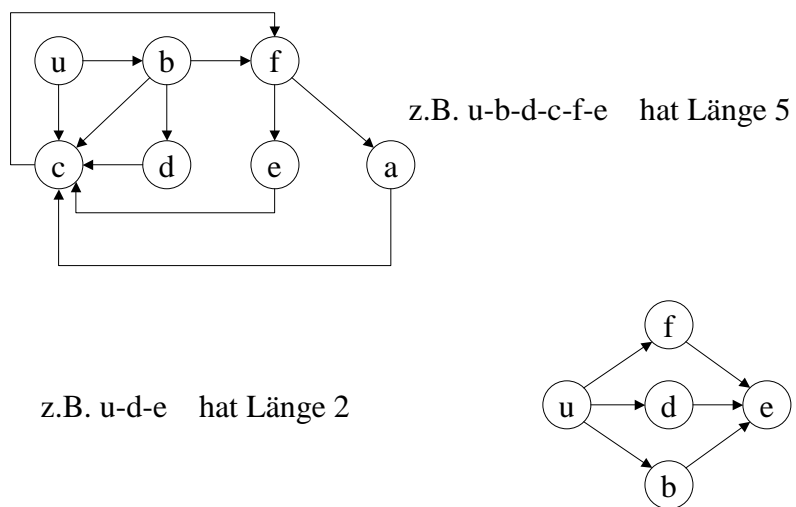 u b f
z.B. u-b-d-c-f-e hat Länge 5
c d e a
f
z.B. u-d-e hat Länge 2
u d e
b